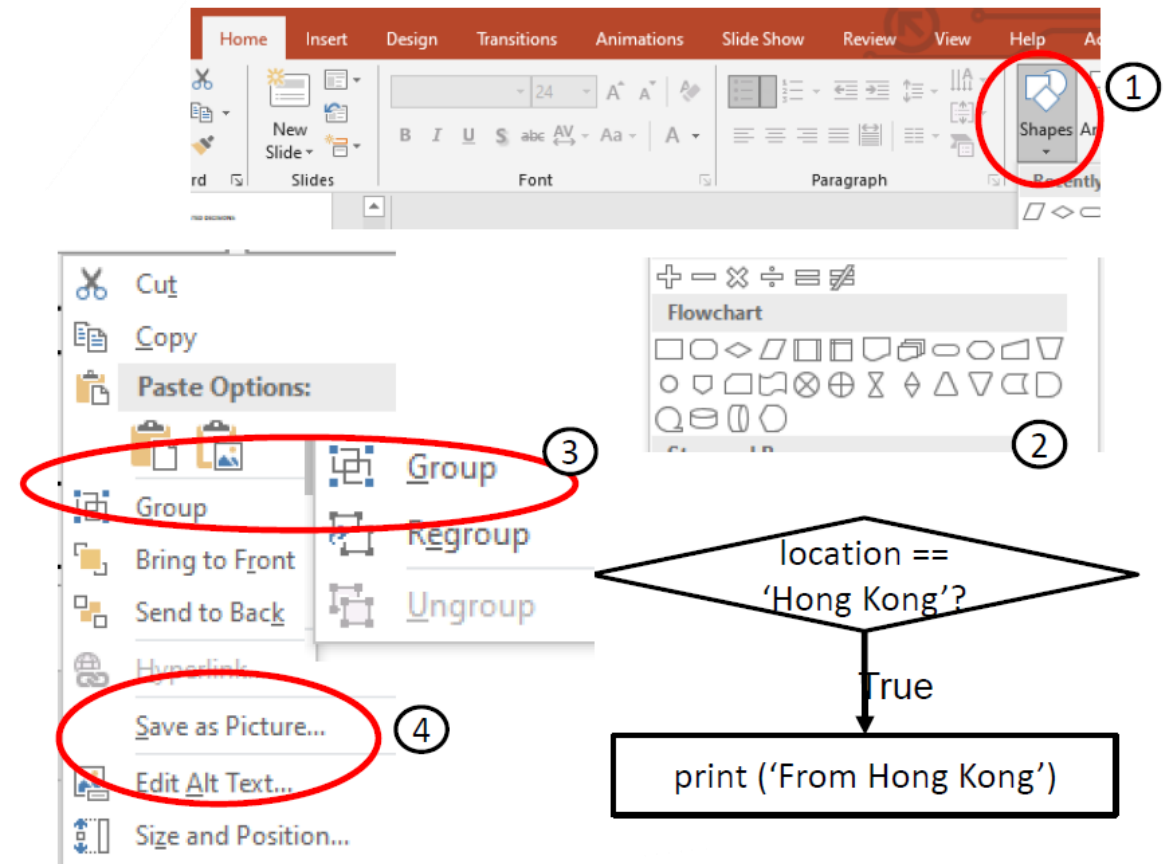 Home Insert Design Transitions Animations Slide Show Review View Help
1
24
New
Slide
B I U S abc AV Aa A
Shapes
rd Slides Font Paragraph
Recently
Cut
Copy
Paste Options:
3
Group
Group
Regroup
Bring to Front
Send to Back
Ungroup
Hyperlink...
Save as Picture...
4
Edit Alt Text...
Size and Position...
Flowchart
2
location ==
‘Hong Kong’?
True
print (‘From Hong Kong’)